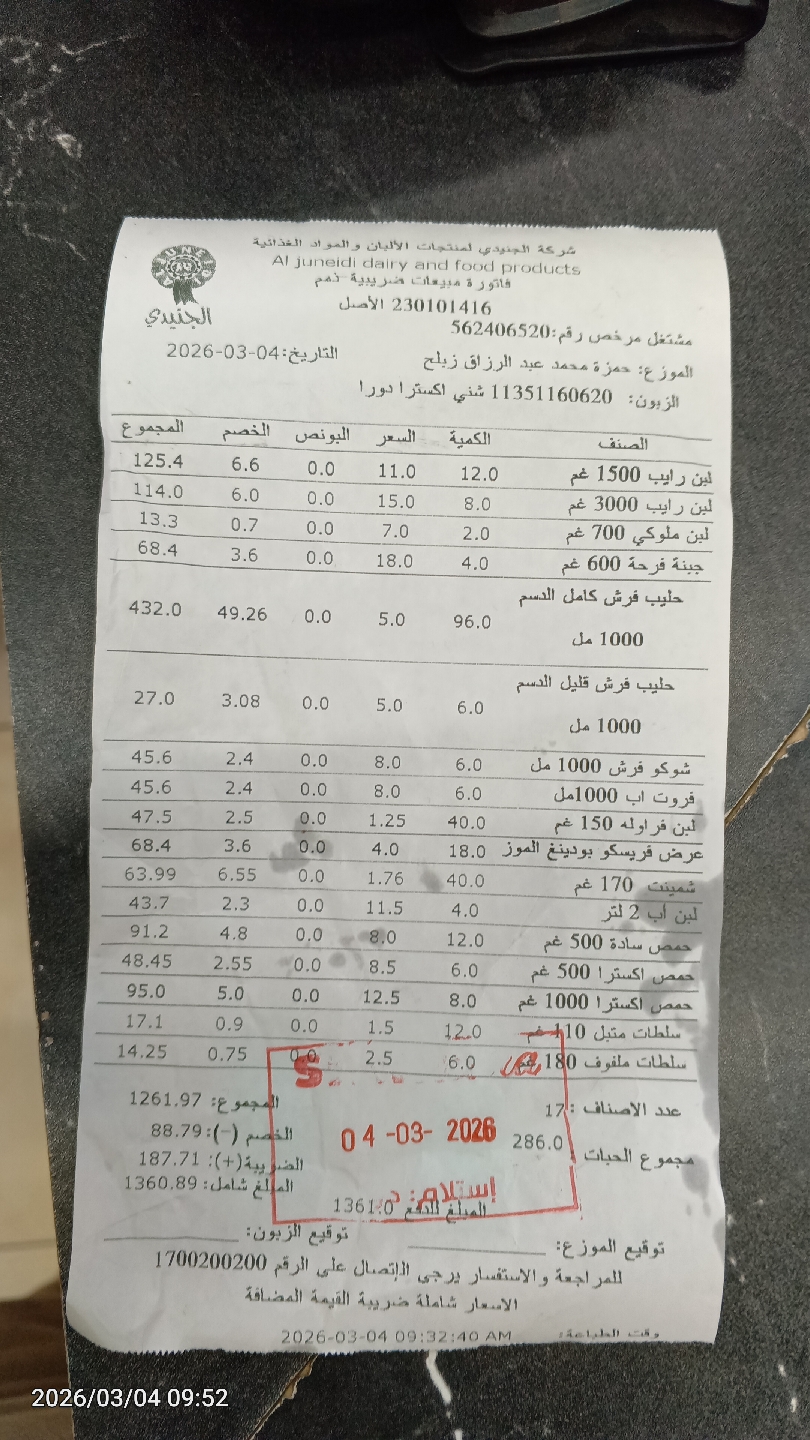 شركة الجنيدي لمنتجات الألبان والمواد الغذائية
Al juneidi dairy and food products
فاتورة مبيعات ضريبية ذمم
230101416 الأصل
الجنيدي
مشتغل مرخص رقم:562406520
الموزع: حمزة محمد عبد الرزاق زبلح التاريخ:2026-03-04
الزبون: 11351160620 شني اكسترا دورا
الصنف الكمية السعر البونص الخصم المجموع
لبن رايب 1500 غم 12.0 11.0 0.0 6.6 125.4
لبن رايب 3000 غم 8.0 15.0 0.0 6.0 114.0
لبن ملوكي 700 غم 2.0 7.0 0.0 0.7 13.3
جبنة فرحة 600 غم 4.0 18.0 0.0 3.6 68.4
حليب فرش كامل الدسم
1000 مل 96.0 5.0 0.0 49.26 432.0
حليب فرش قليل الدسم
1000 مل 6.0 5.0 0.0 3.08 27.0
شوكو فرش 1000 مل 6.0 8.0 0.0 2.4 45.6
فروت اب 1000مل 6.0 8.0 0.0 2.4 45.6
لبن فراوله 150 غم 40.0 1.25 0.0 2.5 47.5
عرض فريسكو بودينغ الموز 18.0 4.0 0.0 3.6 68.4
شمينت 170 غم 40.0 1.76 0.0 6.55 63.99
لبن اب 2 لتر 4.0 11.5 0.0 2.3 43.7
حمص سادة 500 غم 12.0 8.0 0.0 4.8 91.2
حمص اكسترا 500 غم 6.0 8.5 0.0 2.55 48.45
حمص اكسترا 1000 غم 8.0 12.5 0.0 5.0 95.0
سلطات متبل 110 غم 12.0 1.5 0.0 0.9 17.1
سلطات ملفوف 180 غم 6.0 2.5 0.0 0.75 14.25
عدد الاصناف :17 المجموع: 1261.97
مجموع الحبات 286.0 الخصم (-): 88.79
الضريبة(+): 187.71
المبلغ شامل: 1360.89
04-03-2026
إستلام:
المبلغ للدفع 1361.0
توقيع الموزع: توقيع الزبون:
للمراجعة والاستفسار يرجى الإتصال على الرقم 1700200200
الاسعار شاملة ضريبة القيمة المضافة
وقت الطباعة: 2026-03-04 09:32:40 AM
2026/03/04 09:52